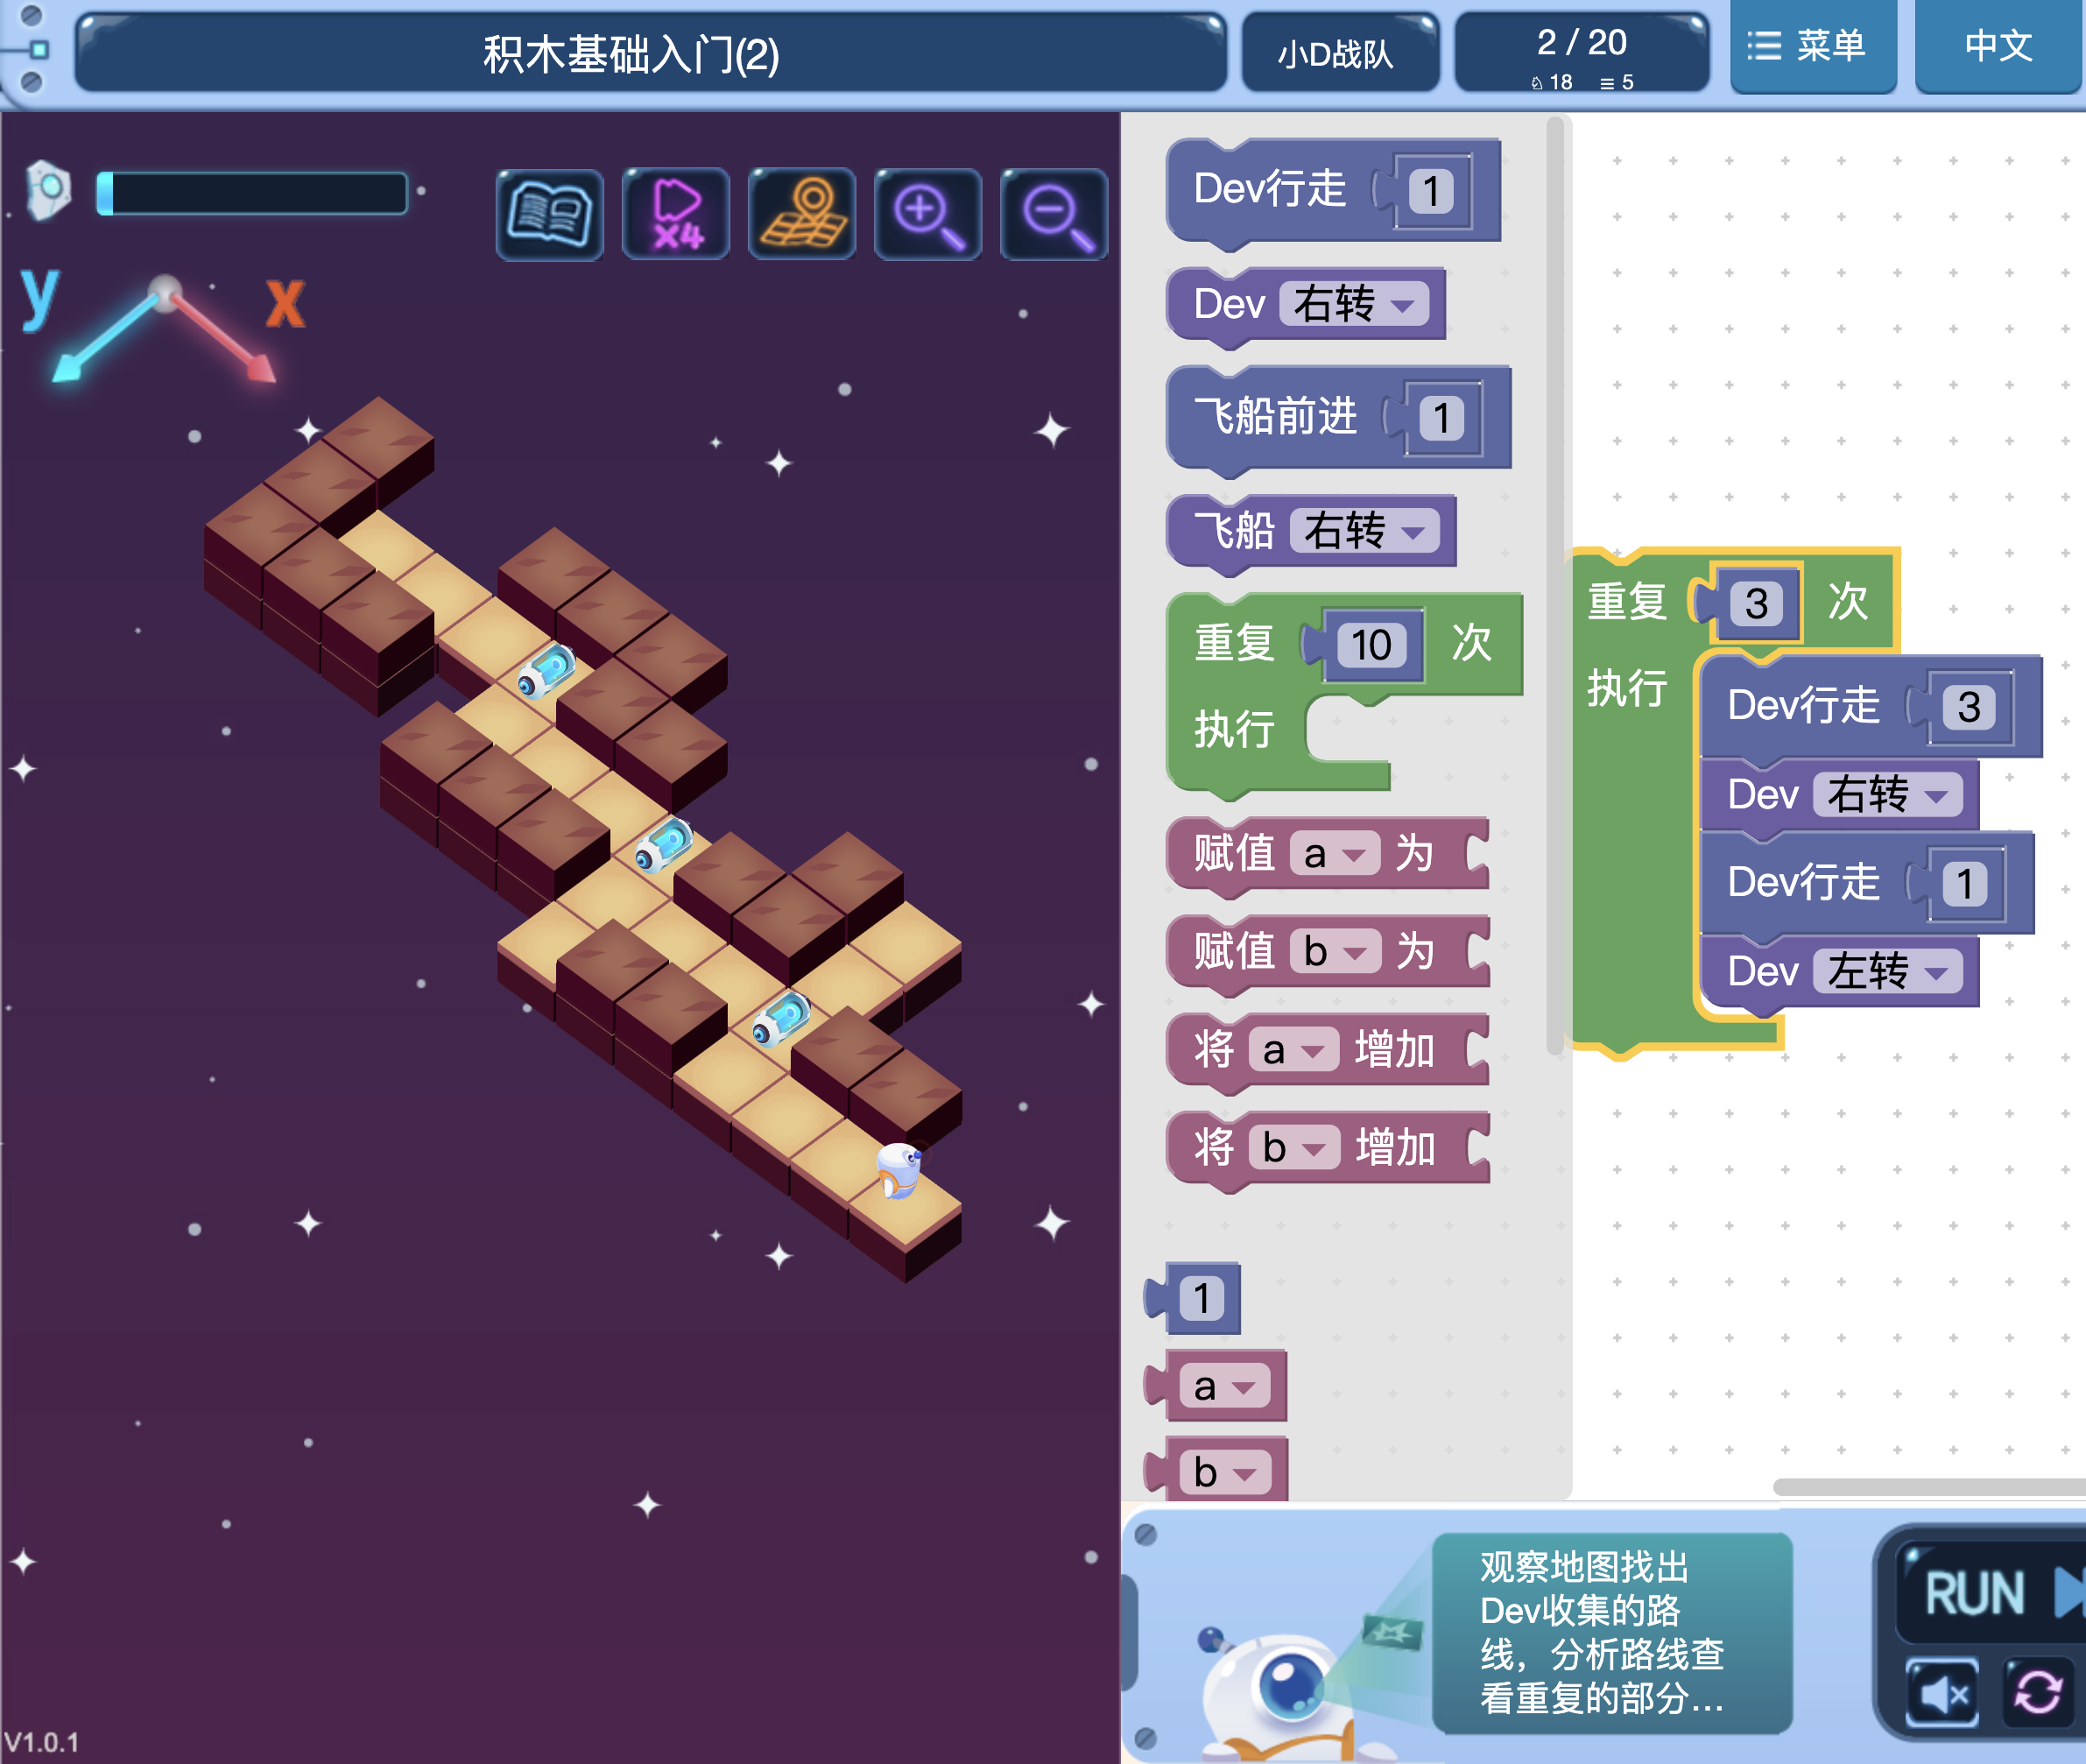 积木基础入门(2)
小D战队
2 / 20
18
5
菜单
中文
X4
y
x
Dev行走 1
Dev 右转
飞船前进 1
飞船 右转
重复 10 次
执行
赋值 a 为
赋值 b 为
将 a 增加
将 b 增加
1
a
b
重复 3 次
执行
Dev行走 3
Dev 右转
Dev行走 1
Dev 左转
观察地图找出
Dev收集的路
线，分析路线查
看重复的部分...
RUN
V1.0.1